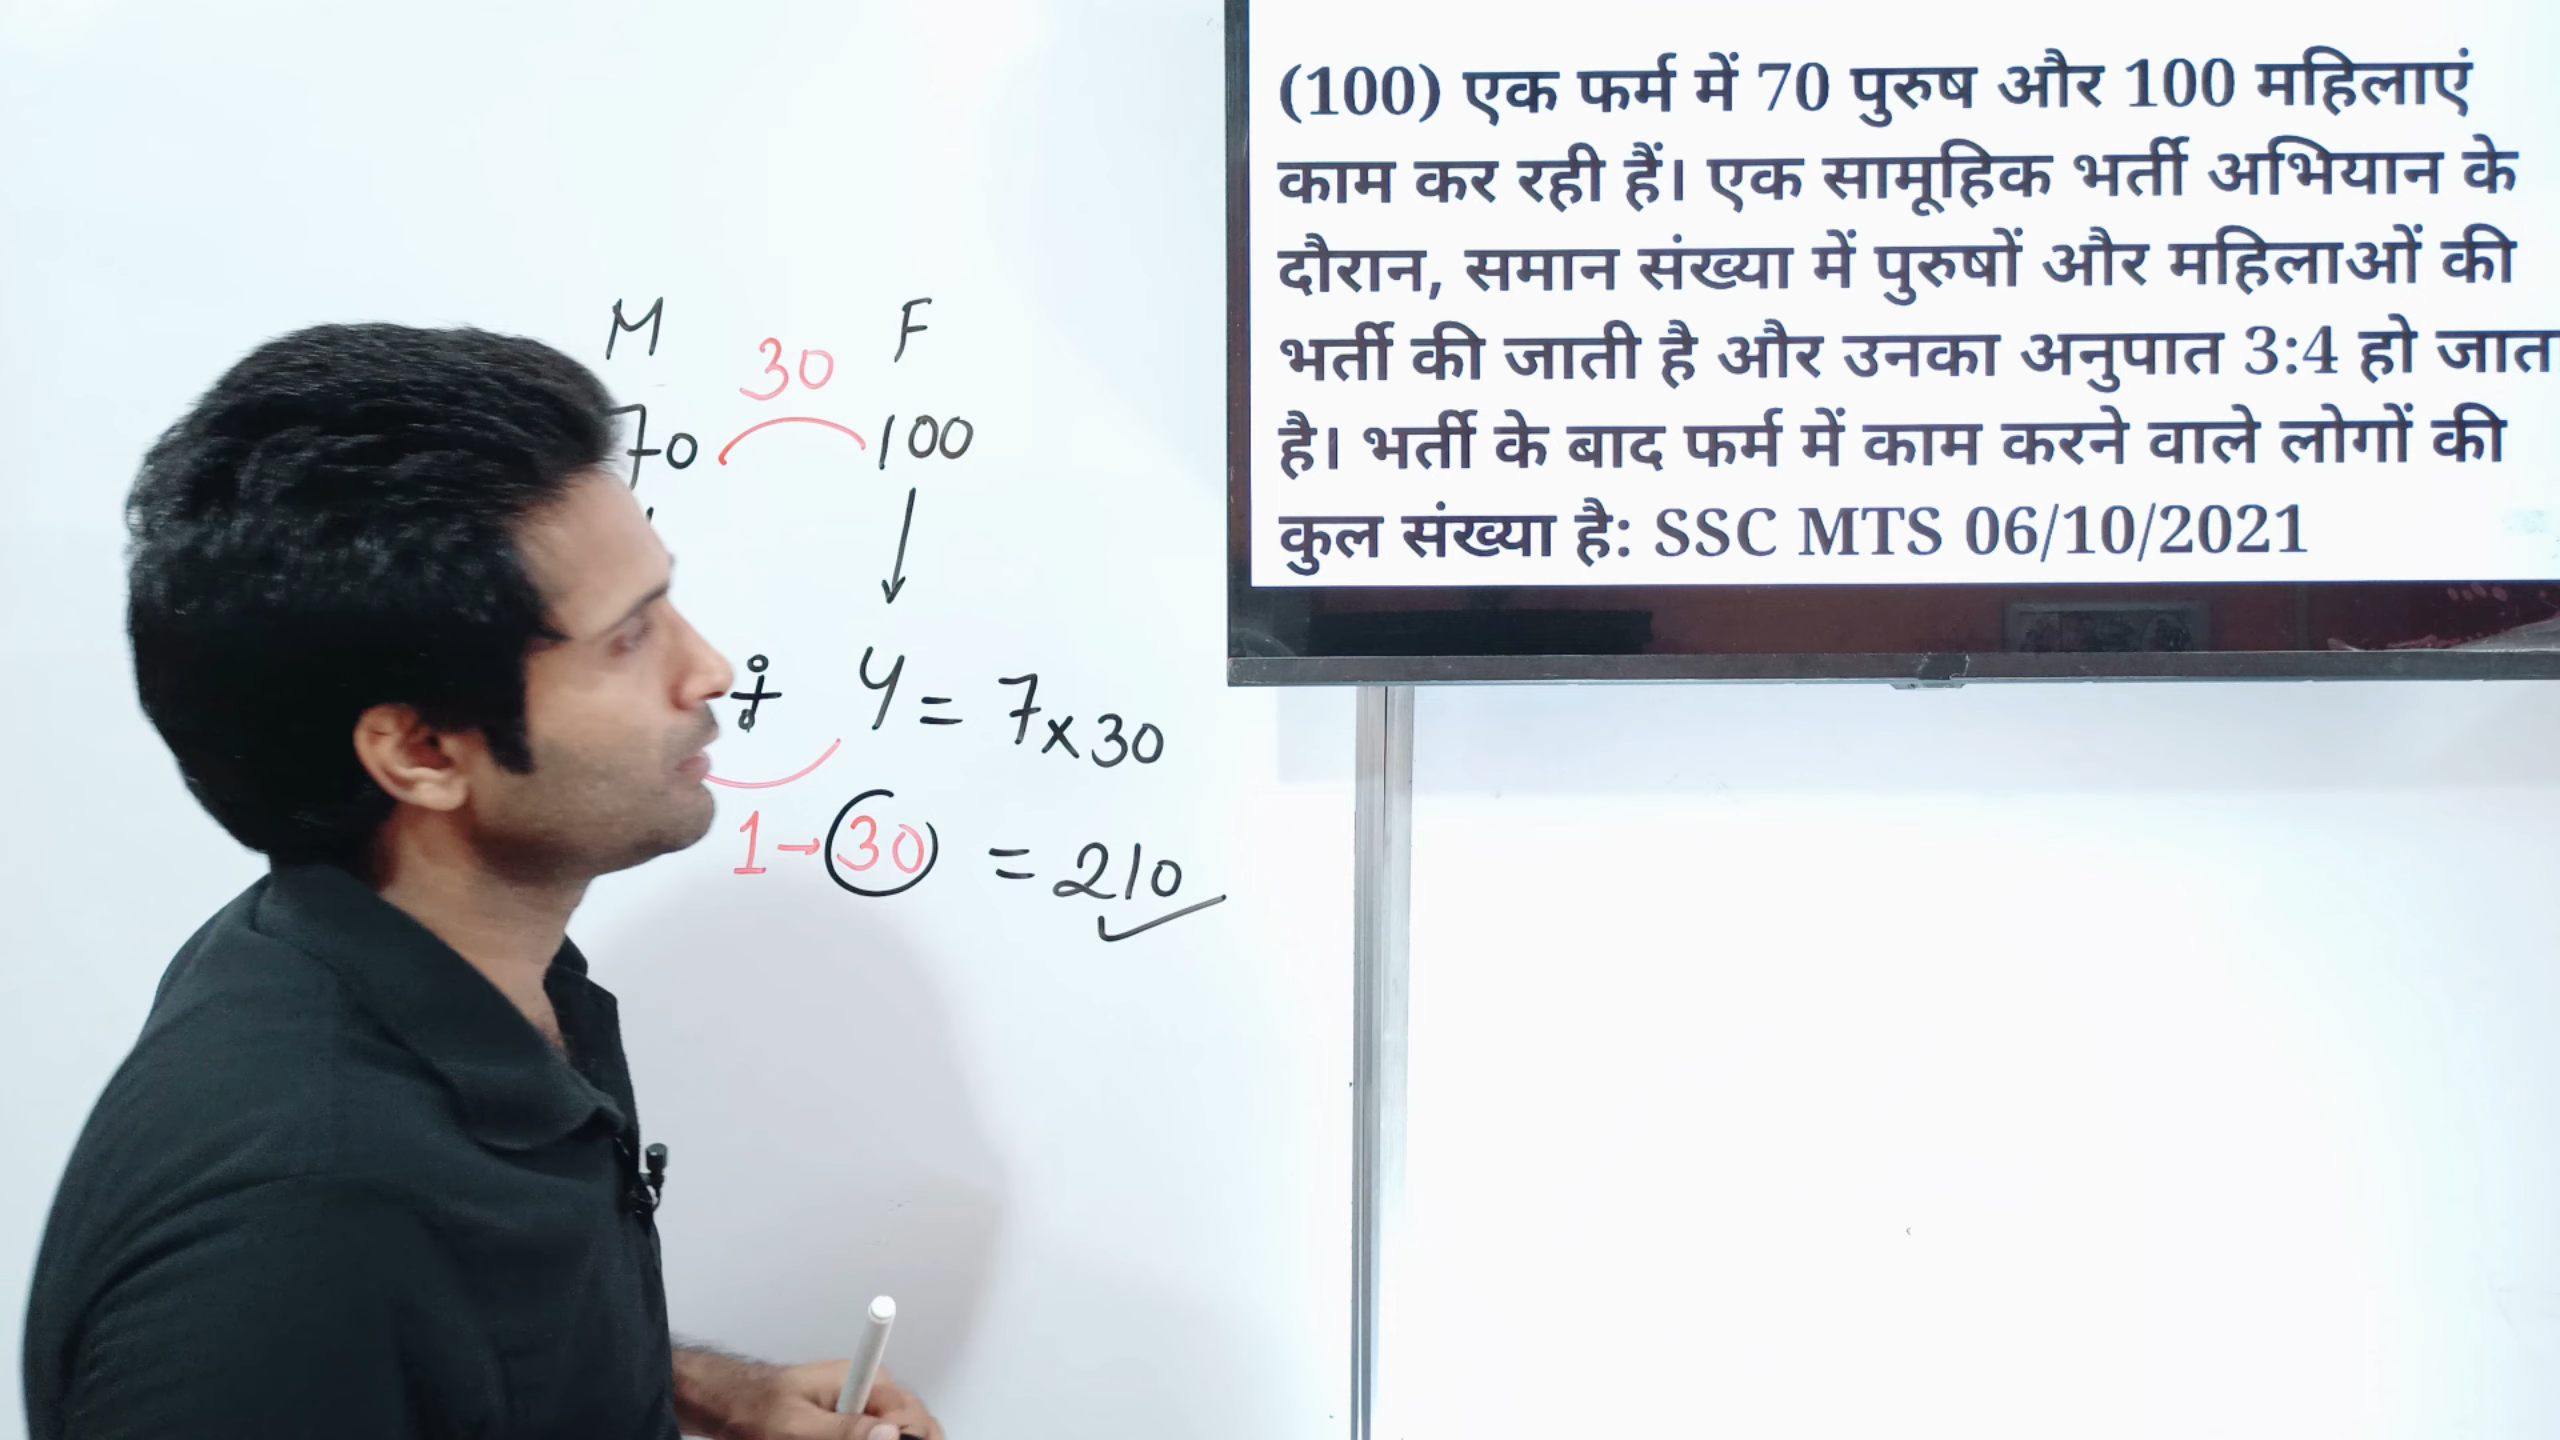 (100) एक फर्म में 70 पुरुष और 100 महिलाएं
काम कर रही हैं। एक सामूहिक भर्ती अभियान के
दौरान, समान संख्या में पुरुषों और महिलाओं की
भर्ती की जाती है और उनका अनुपात 3:4 हो जात
है। भर्ती के बाद फर्म में काम करने वाले लोगों की
कुल संख्या है: SSC MTS 06/10/2021
M 30 F
70 100
4 = 7x30
1→30 = 210